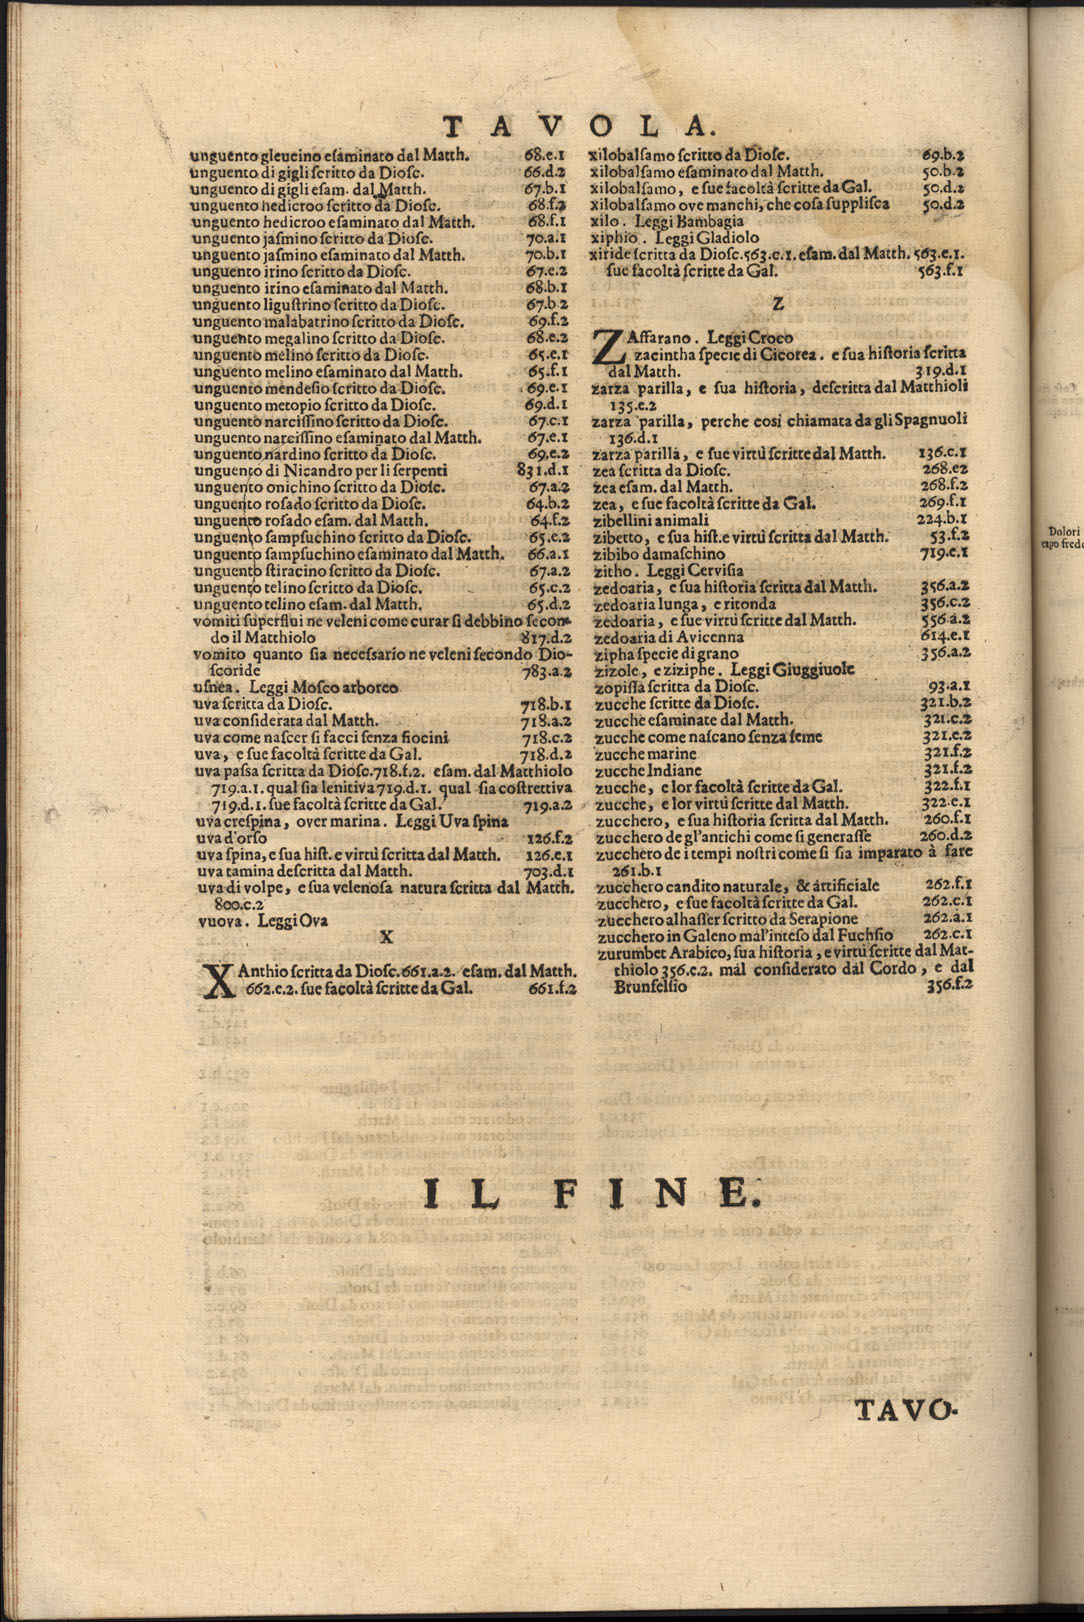 TAVOLA.
unguento gleucino eſaminato dal Matth. 68.e.1
unguento di gigli ſcritto da Dioſc. 66.d.2
unguento di gigli eſam. dal Matth. 67.b.1
unguento hedicroo ſcritto da Dioſc. 68.f.2
unguento hedicroo eſaminato dal Matth. 68.f.1
unguento jaſmino ſcritto da Dioſc. 70.a.1
unguento jaſmino eſaminato dal Matth. 70.b.1
unguento irino ſcritto da Dioſc. 67.e.2
unguento irino eſaminato dal Matth. 68.b.1
unguento liguſtrino ſcritto da Dioſc. 67.b.2
unguento malabatrino ſcritto da Dioſc. 69.f.2
unguento megalino ſcritto da Dioſc. 68.e.2
unguento melino ſcritto da Dioſc. 65.e.1
unguento melino eſaminato dal Matth. 65.f.1
unguento mendeſio ſcritto da Dioſc. 69.e.1
unguento metopio ſcritto da Dioſc. 69.d.1
unguento narciſſino ſcritto da Dioſc. 67.c.1
unguento narciſſino eſaminato dal Matth. 67.e.1
unguento nardino ſcritto da Dioſc. 69.e.2
unguento di Nicandro per li ſerpenti 831.d.1
unguento onichino ſcritto da Dioſc. 67.a.2
unguento roſado ſcritto da Dioſc. 64.b.2
unguento roſado eſam. dal Matth. 64.f.2
unguento ſampſuchino ſcritto da Dioſc. 65.e.2
unguento ſampſuchino eſaminato dal Matth. 66.a.1
unguento ſtiracino ſcritto da Dioſc. 67.a.2
unguento telino ſcritto da Dioſc. 65.c.2
unguento telino eſam. dal Matth. 65.d.2
vomiti ſuperflui ne veleni come curar ſi debbino ſecon-
do il Matthiolo 817.d.2
vomito quanto ſia neceſſario ne veleni ſecondo Dio-
ſcoride 783.a.2
uſnea. Leggi Moſco arboreo
uva ſcritta da Dioſc. 718.b.1
uva conſiderata dal Matth. 718.a.2
uva come naſcer ſi facci ſenza fiocini 718.c.2
uva, e ſue facoltà ſcritte da Gal. 718.d.2
uva paſſa ſcritta da Dioſc. 718.f.2. eſam. dal Matthiolo
719.a.1. qual ſia lenitiva 719.d.1. qual ſia coſtrettiva
719.d.1. ſue facoltà ſcritte da Gal. 719.a.2
uva creſpina, over marina. Leggi Uva ſpina
uva d'orſo 126.f.2
uva ſpina, e ſua hiſt. e virtù ſcritta dal Matth. 126.e.1
uva tamina deſcritta dal Matth. 703.d.1
uva di volpe, e ſua velenoſa natura ſcritta dal Matth.
800.c.2
vuova. Leggi Ova
X
XAnthio ſcritta da Dioſc. 661.a.2. eſam. dal Matth.
662.e.2. ſue facoltà ſcritte da Gal. 661.f.2
xilobalſamo ſcritto da Dioſc. 69.b.2
xilobalſamo eſaminato dal Matth. 50.b.2
xilobalſamo, e ſue facoltà ſcritte da Gal. 50.d.2
xilobalſamo ove manchi, che coſa ſuppliſca 50.d.2
xilo. Leggi Bambagia
xiphio. Leggi Gladiolo
xiride ſcritta da Dioſc. 563.c.1. eſam. dal Matth. 563.e.1.
ſue facoltà ſcritte da Gal. 563.f.1
Z
ZAffarano. Leggi Croco
zacintha ſpecie di Cicorea. e ſua hiſtoria ſcritta
dal Matth. 319.d.1
zarza parilla, e ſua hiſtoria, deſcritta dal Matthioli
135.e.2
zarza parilla, perche cosi chiamata da gli Spagnuoli
136.d.1
zarza parilla, e ſue virtù ſcritte dal Matth. 136.c.1
zea ſcritta da Dioſc. 268.e2
zea eſam. dal Matth. 268.f.2
zea, e ſue facoltà ſcritte da Gal. 269.f.1
zibellini animali 224.b.1
zibetto, e ſua hiſt. e virtù ſcritta dal Matth. 53.f.2
zibibo damaſchino 719.e.1
zitho. Leggi Cerviſia
zedoaria, e ſua hiſtoria ſcritta dal Matth. 356.a.2
zedoaria lunga, e ritonda 356.c.2
zedoaria, e ſue virtù ſcritte dal Matth. 556.a.2
zedoaria di Avicenna 614.e.1
zipha ſpecie di grano 356.a.2
zizole, e ziziphe. Leggi Giuggiuole
zopiſſa ſcritta da Dioſc. 93.a.1
zucche ſcritte da Dioſc. 321.b.2
zucche eſaminate dal Matth. 321.c.2
zucche come naſcano ſenza ſeme 321.e.2
zucche marine 321.f.2
zucche Indiane 321.f.2
zucche, e lor facoltà ſcritte da Gal. 322.f.1
zucche, e lor virtù ſcritte dal Matth. 322.e.1
zucchero, e ſua hiſtoria ſcritta dal Matth. 260.f.1
zucchero de gl'antichi come ſi generaſſe 260.d.2
zucchero de i tempi noſtri come ſi ſia imparato à fare
261.b.1
zucchero candito naturale, & artificiale 262.f.1
zucchero, e ſue facoltà ſcritte da Gal. 262.e.1
zucchero alhaſſer ſcritto da Serapione 262.a.1
zucchero in Galeno mal'inteſo dal Fuchſio 262.c.1
zurumbet Arabico, ſua hiſtoria, e virtù ſcritte dal Mat-
thiolo 356.e.2. mal conſiderato dal Cordo, e dal
Brunfelſio 356.f.2
IL FINE.
TAVO-
Dolori
capo fredd